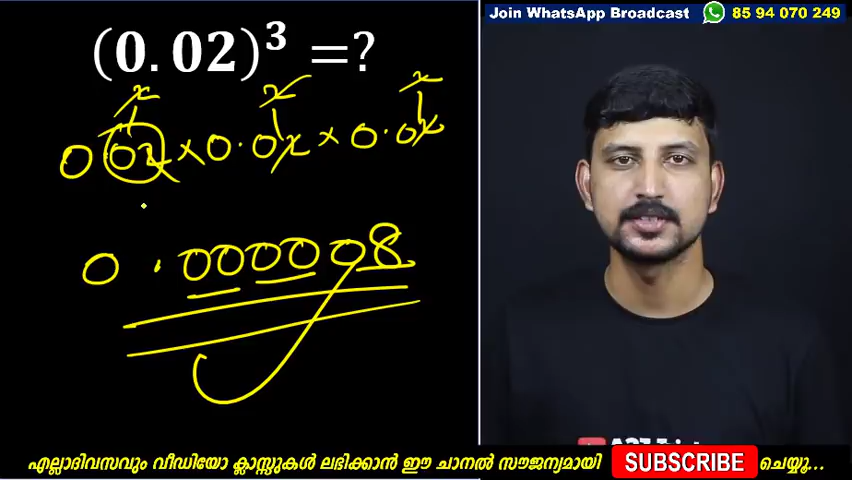 Join WhatsApp Broadcast 85 94 070 249
(0.02)³ =?
0 02 × 0.02 × 0.02
0.000008
എല്ലാദിവസവും വീഡിയോ ക്ലാസ്സുകൾ ലഭിക്കാൻ ഈ ചാനൽ സൗജന്യമായി SUBSCRIBE ചെയ്യൂ...